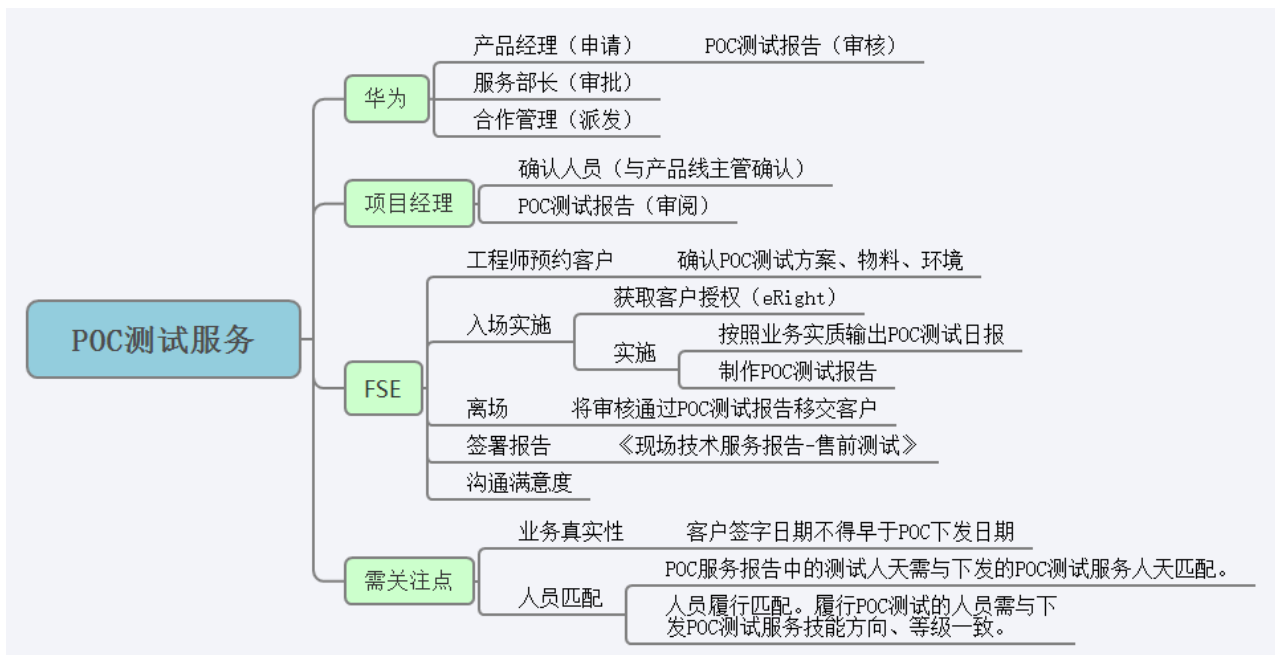 POC测试服务
华为
产品经理（申请）
POC测试报告（审核）
服务部长（审批）
合作管理（派发）
项目经理
确认人员（与产品线主管确认）
POC测试报告（审阅）
FSE
工程师预约客户
确认POC测试方案、物料、环境
入场实施
获取客户授权（eRight）
实施
按照业务实质输出POC测试日报
制作POC测试报告
离场
将审核通过POC测试报告移交客户
签署报告
《现场技术服务报告-售前测试》
沟通满意度
需关注点
业务真实性
客户签字日期不得早于POC下发日期
人员匹配
POC服务报告中的测试人天需与下发的POC测试服务人天匹配。
人员履行匹配。履行POC测试的人员需与下
发POC测试服务技能方向、等级一致。